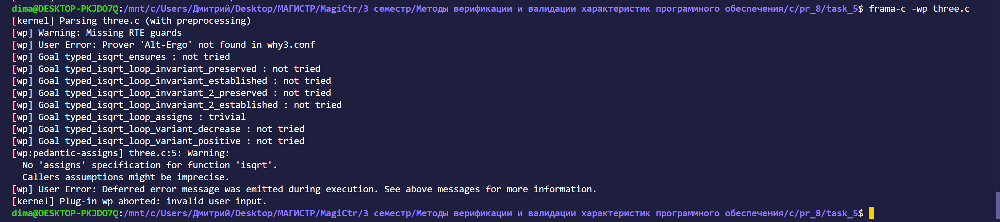 dima@DESKTOP-PKJDO7Q:/mnt/c/Users/Дмитрий/Desktop/МАГИСТР/MagiCtr/3 семестр/Методы верификации и валидации характеристик программного обеспечения/c/pr_8/task_5$ frama-c -wp three.c
[kernel] Parsing three.c (with preprocessing)
[wp] Warning: Missing RTE guards
[wp] User Error: Prover 'Alt-Ergo' not found in why3.conf
[wp] Goal typed_isqrt_ensures : not tried
[wp] Goal typed_isqrt_loop_invariant_preserved : not tried
[wp] Goal typed_isqrt_loop_invariant_established : not tried
[wp] Goal typed_isqrt_loop_invariant_2_preserved : not tried
[wp] Goal typed_isqrt_loop_invariant_2_established : not tried
[wp] Goal typed_isqrt_loop_assigns : trivial
[wp] Goal typed_isqrt_loop_variant_decrease : not tried
[wp] Goal typed_isqrt_loop_variant_positive : not tried
[wp:pedantic-assigns] three.c:5: Warning:
  No 'assigns' specification for function 'isqrt'.
  Callers assumptions might be imprecise.
[wp] User Error: Deferred error message was emitted during execution. See above messages for more information.
[kernel] Plug-in wp aborted: invalid user input.
dima@DESKTOP-PKJDO7Q:/mnt/c/Users/Дмитрий/Desktop/МАГИСТР/MagiCtr/3 семестр/Методы верификации и валидации характеристик программного обеспечения/c/pr_8/task_5$